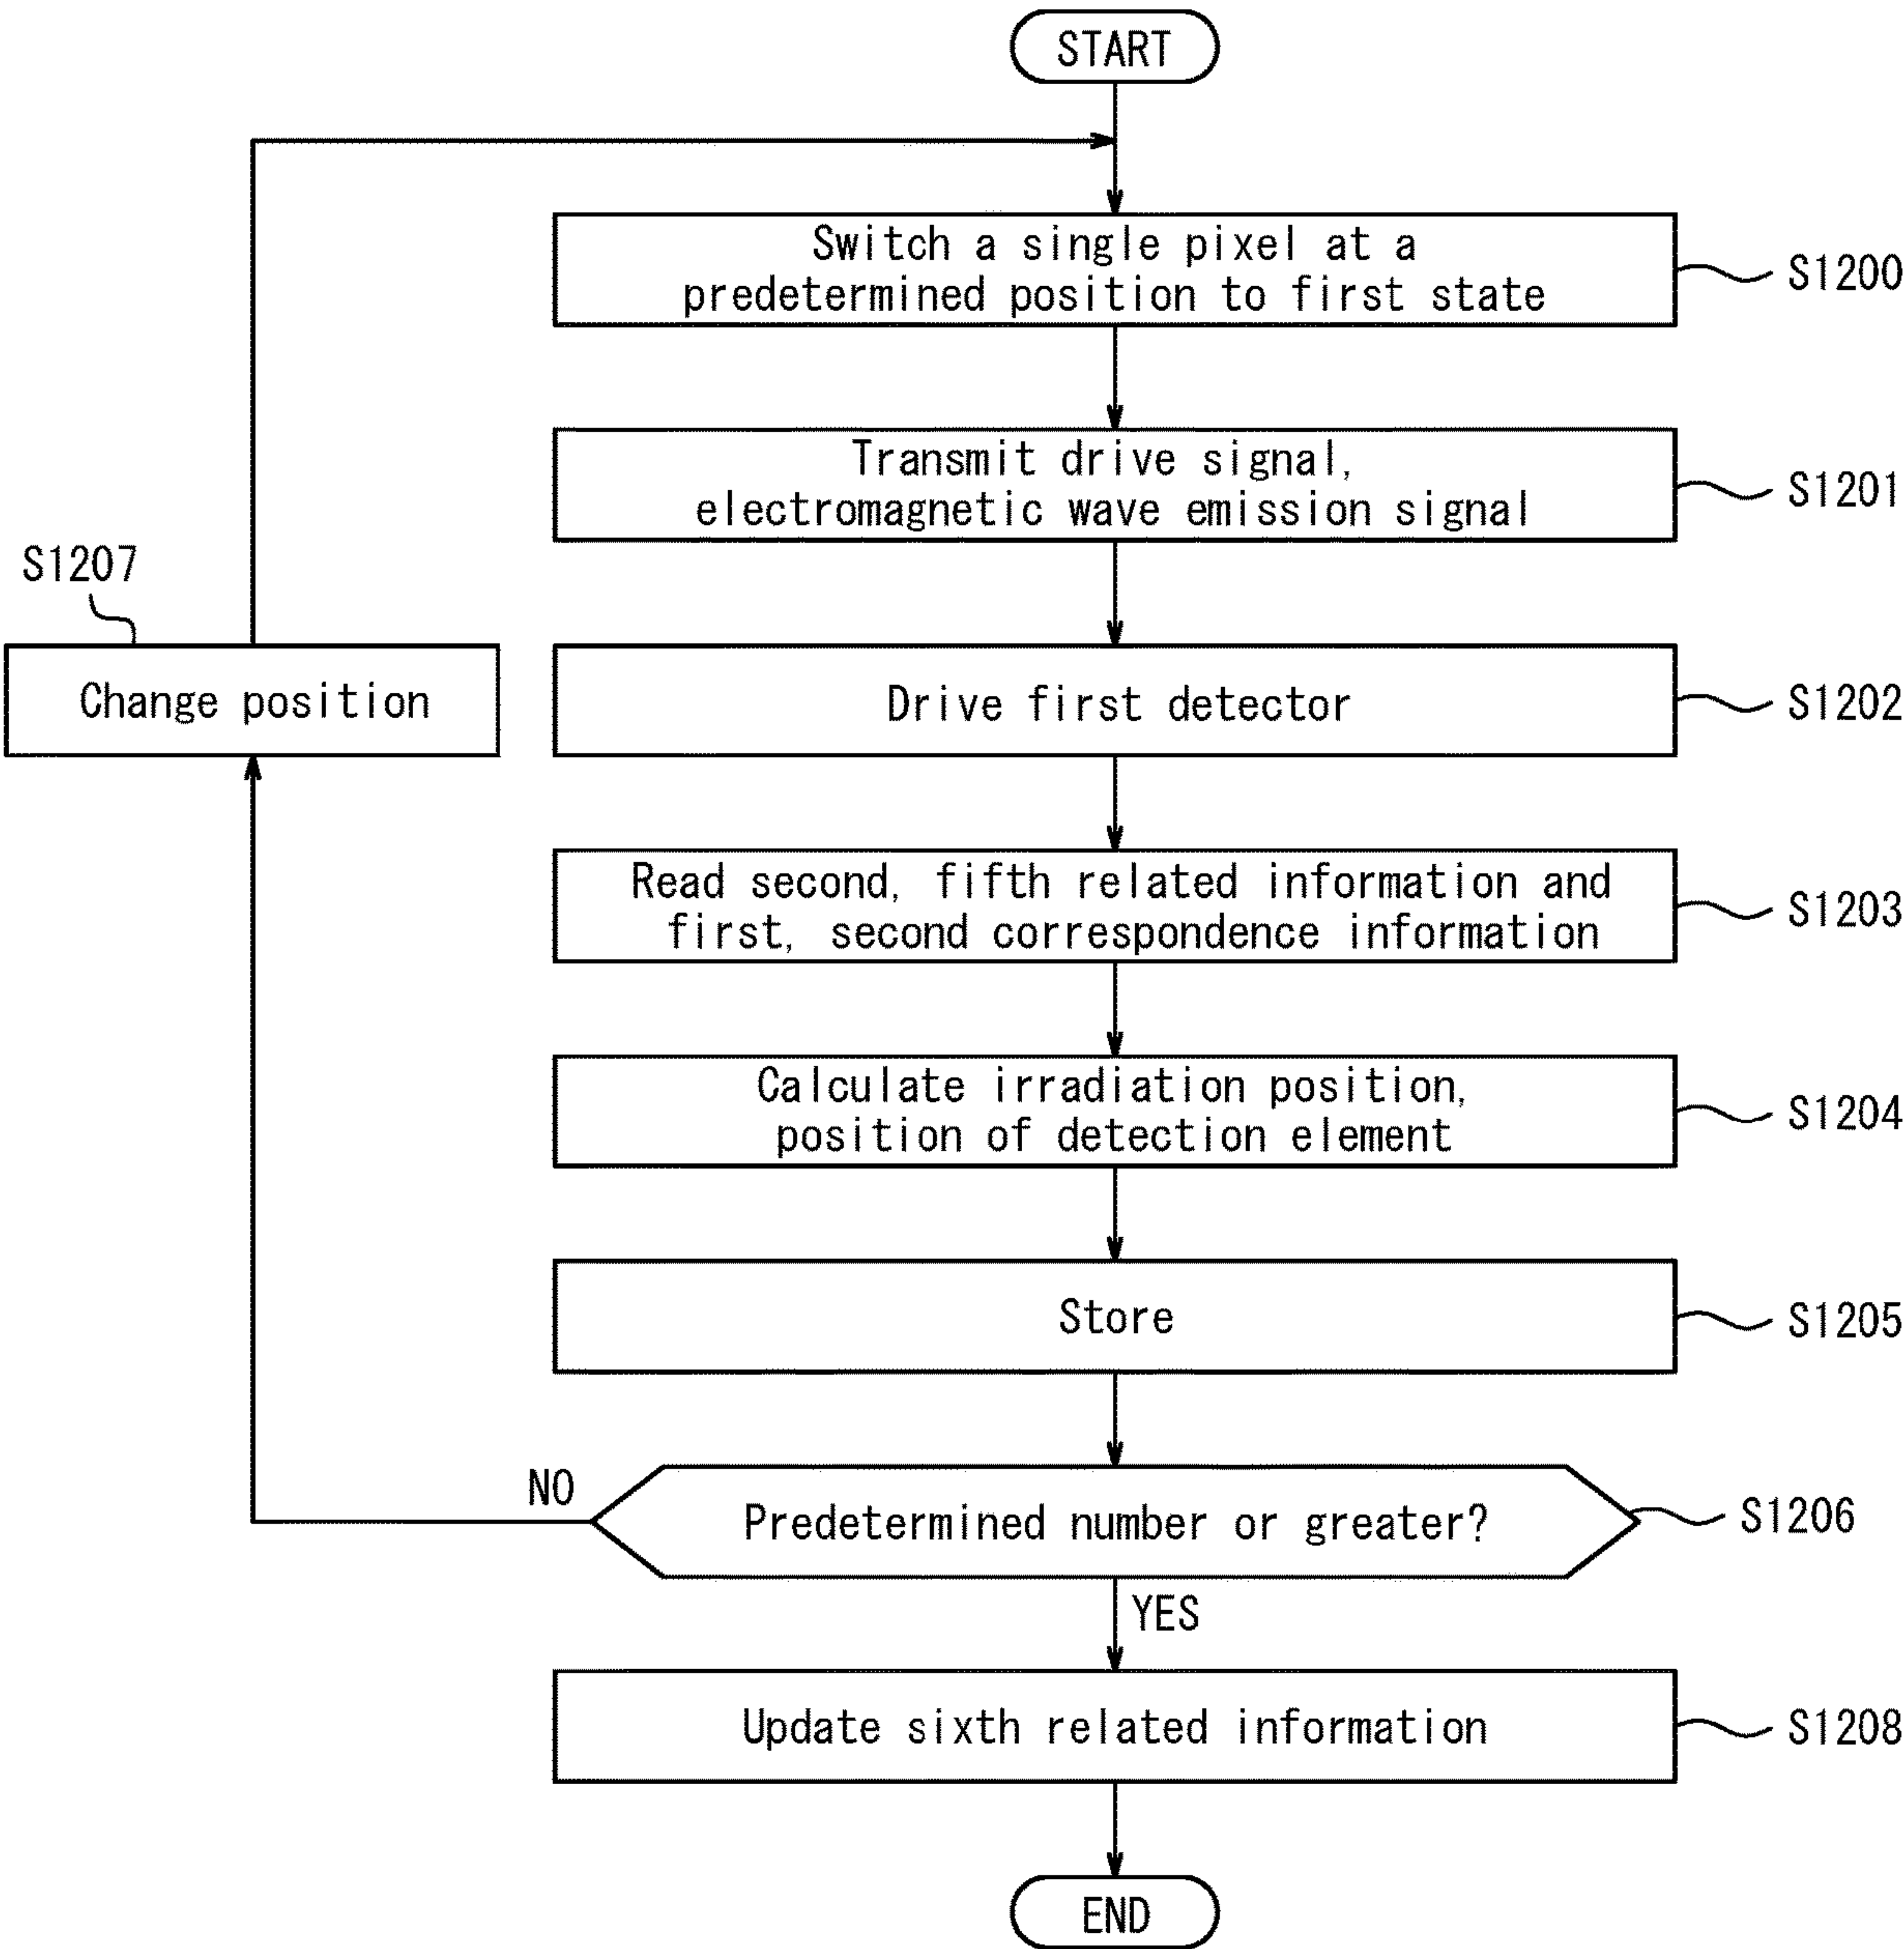 START
Switch a single pixel at a
predetermined position to first state
S1200
Transmit drive signal,
electromagnetic wave emission signal
S1201
S1207
Change position
Drive first detector
S1202
Read second, fifth related information and
first, second correspondence information
S1203
Calculate irradiation position,
position of detection element
S1204
Store
S1205
NO
Predetermined number or greater?
S1206
YES
Update sixth related information
S1208
END